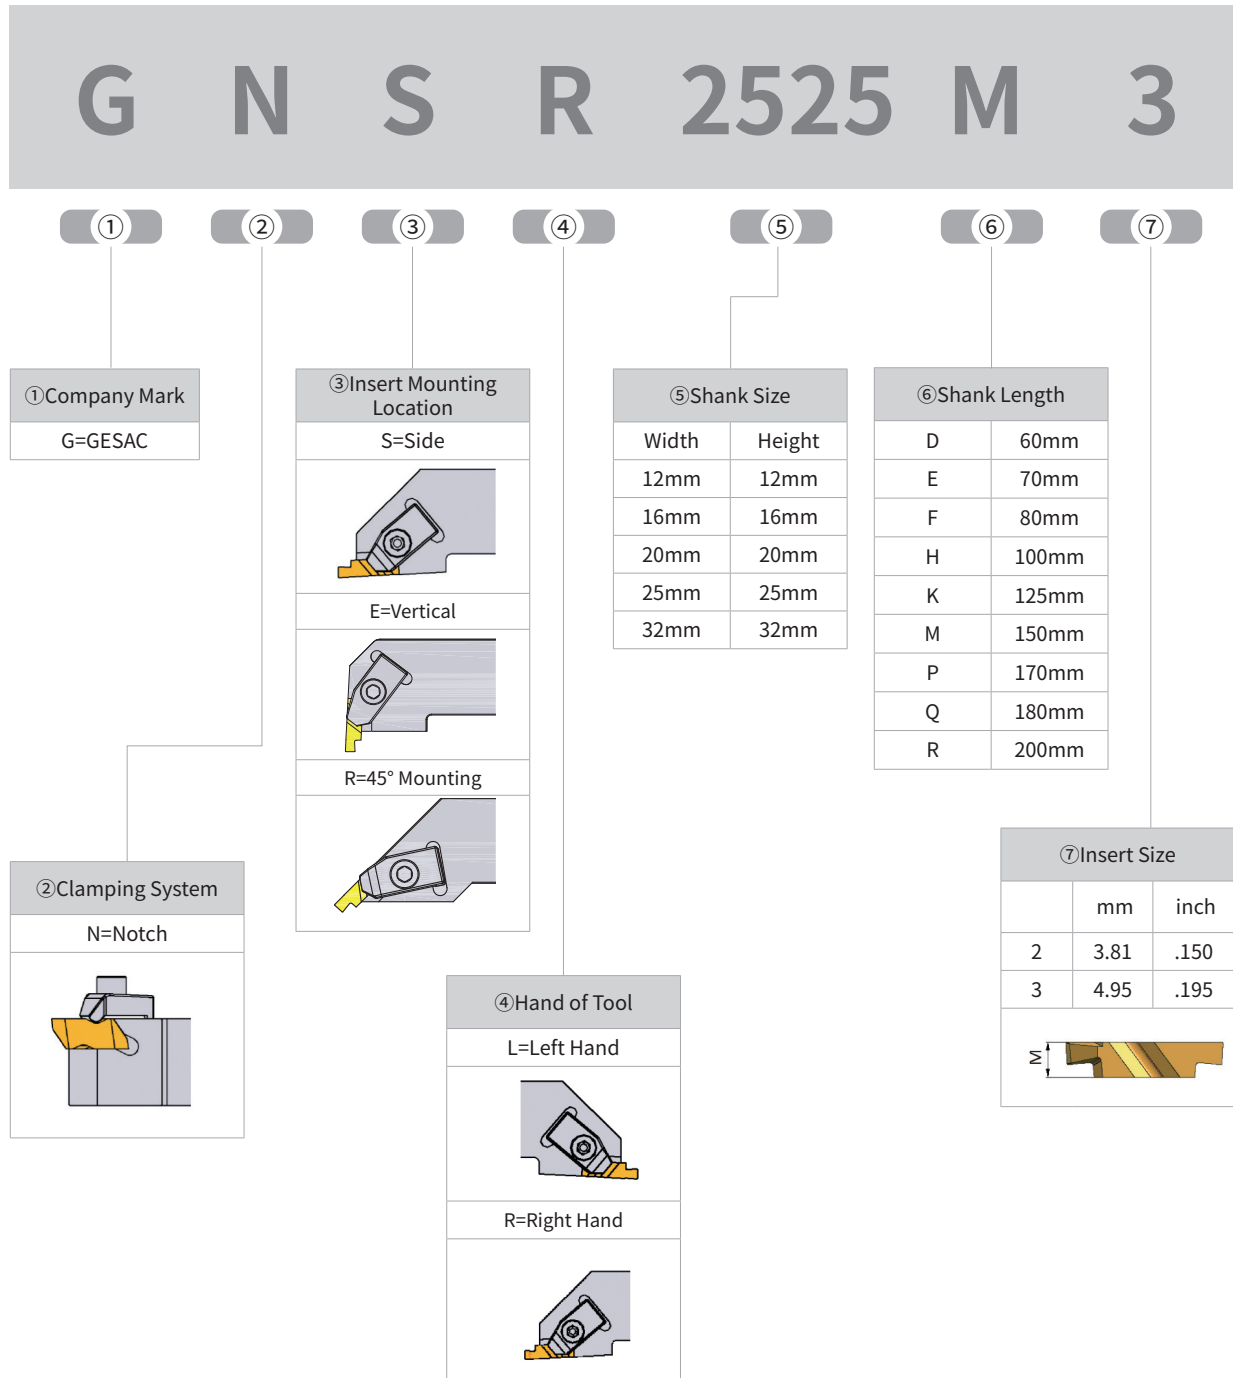 G N S R 2525 M 3
① ② ③ ④ ⑤ ⑥ ⑦
①Company Mark
G=GESAC
②Clamping System
N=Notch
③Insert Mounting
Location
S=Side
E=Vertical
R=45° Mounting
④Hand of Tool
L=Left Hand
R=Right Hand
⑤Shank Size
Width Height
12mm 12mm
16mm 16mm
20mm 20mm
25mm 25mm
32mm 32mm
⑥Shank Length
D 60mm
E 70mm
F 80mm
H 100mm
K 125mm
M 150mm
P 170mm
Q 180mm
R 200mm
⑦Insert Size
mm inch
2 3.81 .150
3 4.95 .195
M